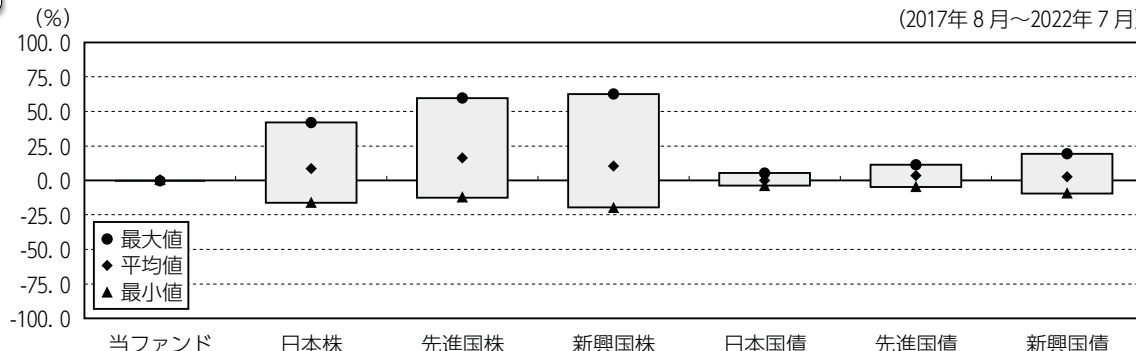 (%)
(2017年8月～2022年7月)
100.0
75.0
50.0
25.0
0.0
-25.0
-50.0
-75.0
-100.0
● 最大値
◆ 平均値
▲ 最小値
当ファンド 日本株 先進国株 新興国株 日本国債 先進国債 新興国債